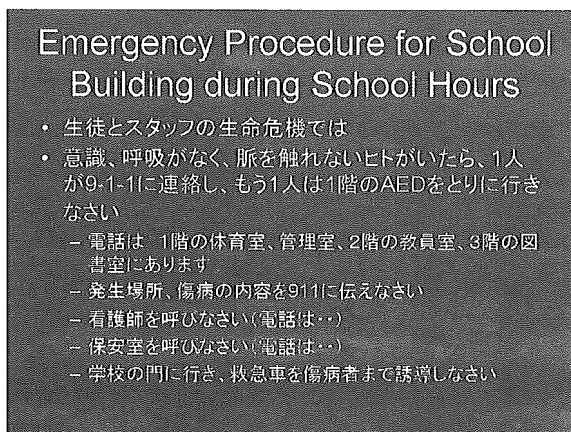 Emergency Procedure for School
Building during School Hours
• 生徒とスタッフの生命危機では
• 意識、呼吸がなく、脈を触れないヒトがいたら、1人
が9-1-1に連絡し、もう1人は1階のAEDをとりに行き
なさい
– 電話は 1階の体育室、管理室、2階の教員室、3階の図
書室にあります
– 発生場所、傷病の内容を911に伝えなさい
– 看護師を呼びなさい(電話は・・)
– 保安室を呼びなさい(電話は・・)
– 学校の門に行き、救急車を傷病者まで誘導しなさい